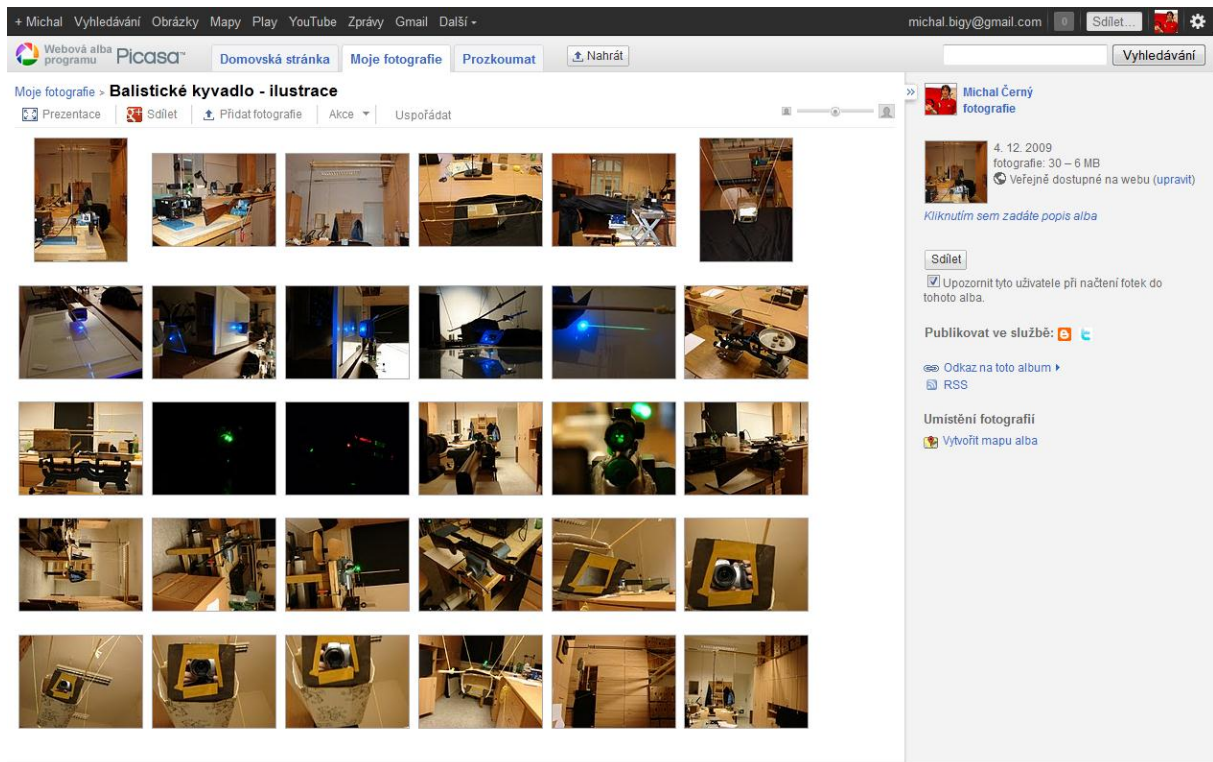 + Michal Vyhledávání Obrázky Mapy Play YouTube Zprávy Gmail Další
michal.bigy@gmail.com 0 Sdílet...
Webová alba programu Picasa™
Domovská stránka Moje fotografie Prozkoumat Nahrát Vyhledávání
Moje fotografie > Balistické kyvadlo - ilustrace
Prezentace Sdílet Přidat fotografie Akce Uspořádat
Michal Černý
fotografie
4. 12. 2009
fotografie: 30 – 6 MB
Veřejně dostupné na webu (upravit)
Kliknutím sem zadáte popis alba
Sdílet
Upozornit tyto uživatele při načtení fotek do
tohoto alba.
Publikovat ve službě:
Odkaz na toto album
RSS
Umístění fotografií
Vytvořit mapu alba